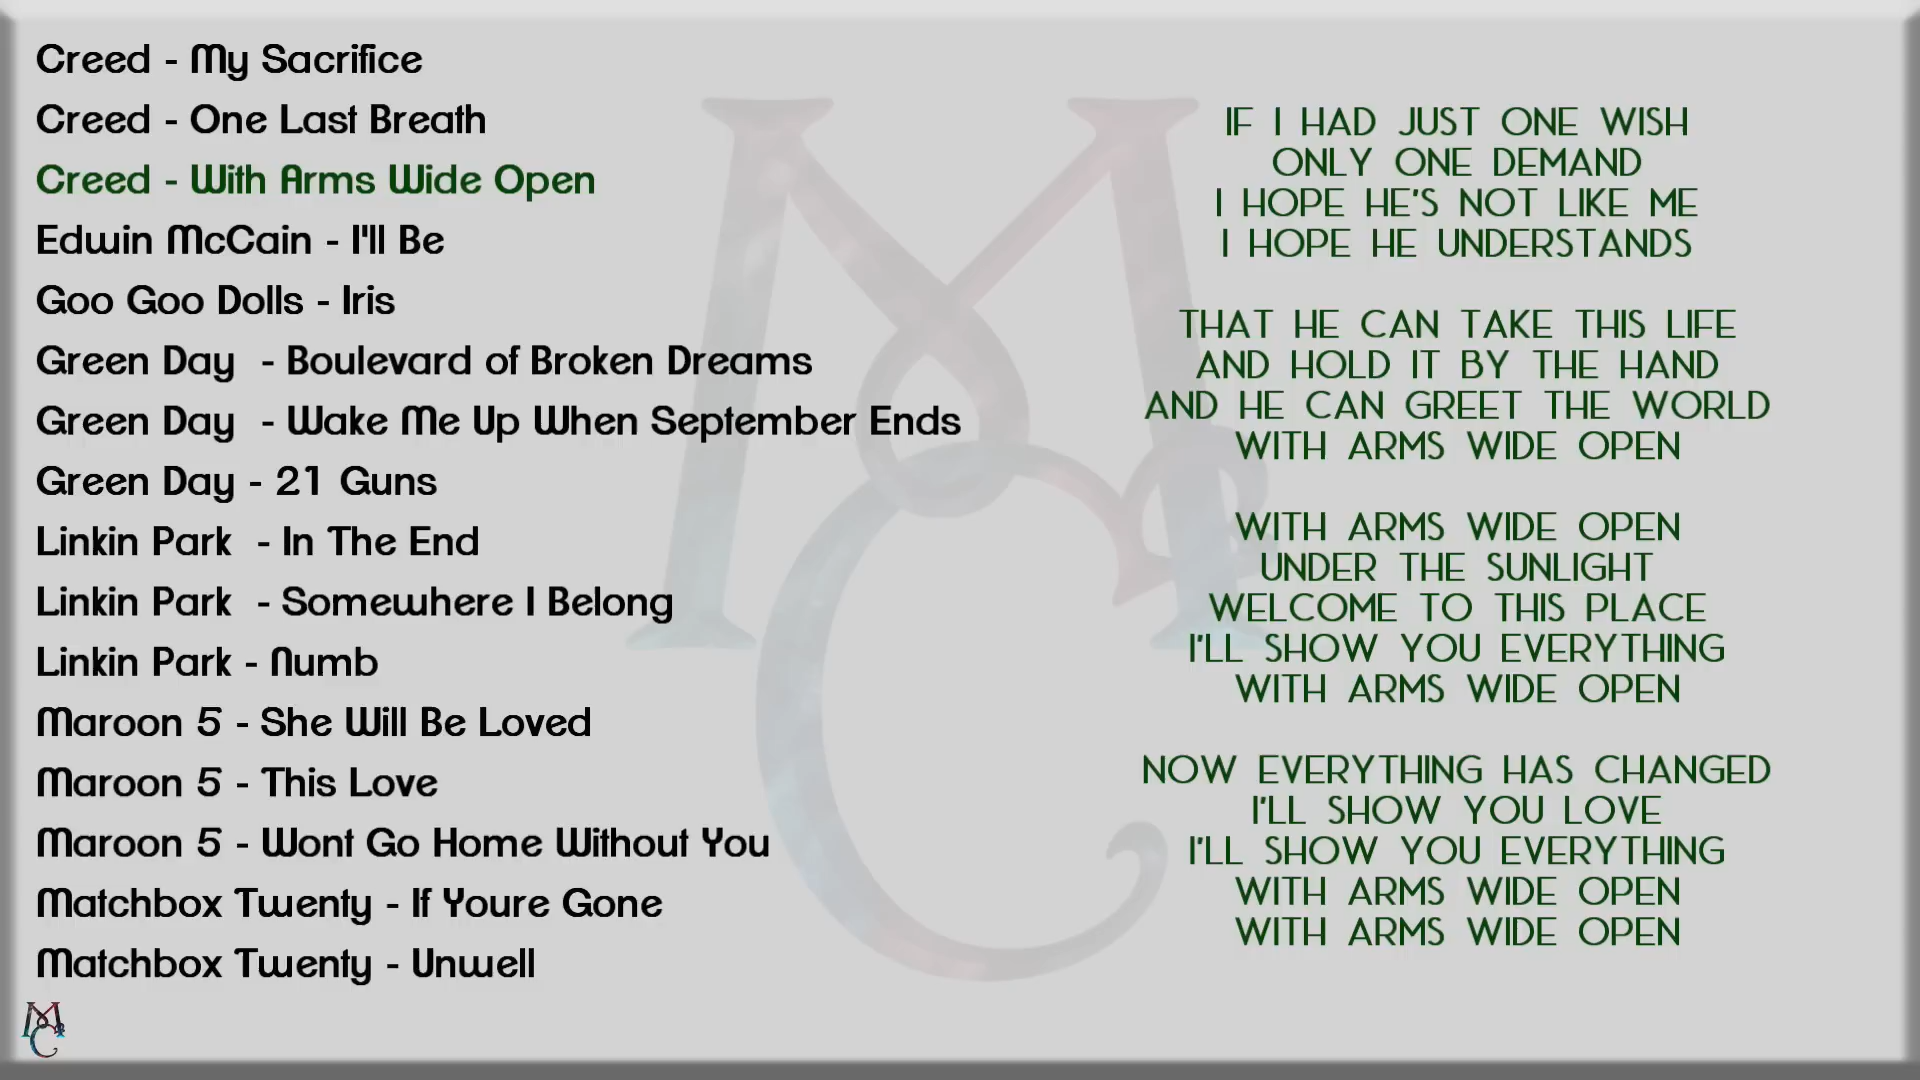 Creed - My Sacrifice
Creed - One Last Breath
Creed - With Arms Wide Open
Edwin McCain - I'll Be
Goo Goo Dolls - Iris
Green Day  - Boulevard of Broken Dreams
Green Day  - Wake Me Up When September Ends
Green Day - 21 Guns
Linkin Park  - In The End
Linkin Park  - Somewhere I Belong
Linkin Park - Numb
Maroon 5 - She Will Be Loved
Maroon 5 - This Love
Maroon 5 - Wont Go Home Without You
Matchbox Twenty - If Youre Gone
Matchbox Twenty - Unwell
IF I HAD JUST ONE WISH
ONLY ONE DEMAND
I HOPE HE'S NOT LIKE ME
I HOPE HE UNDERSTANDS
THAT HE CAN TAKE THIS LIFE
AND HOLD IT BY THE HAND
AND HE CAN GREET THE WORLD
WITH ARMS WIDE OPEN
WITH ARMS WIDE OPEN
UNDER THE SUNLIGHT
WELCOME TO THIS PLACE
I'LL SHOW YOU EVERYTHING
WITH ARMS WIDE OPEN
NOW EVERYTHING HAS CHANGED
I'LL SHOW YOU LOVE
I'LL SHOW YOU EVERYTHING
WITH ARMS WIDE OPEN
WITH ARMS WIDE OPEN
MC